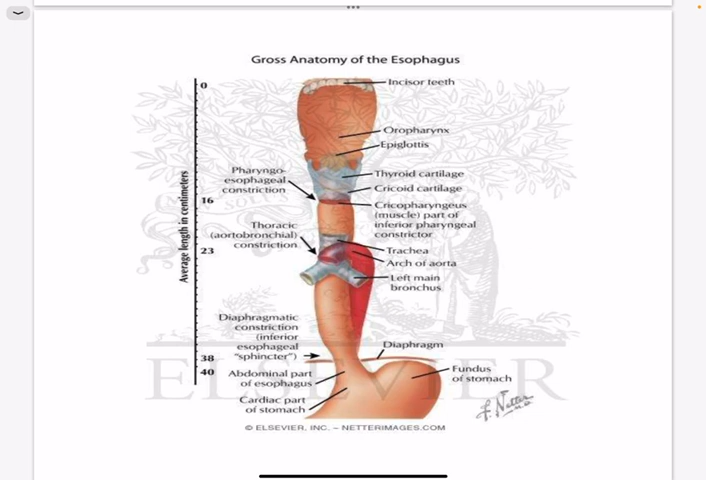 Gross Anatomy of the Esophagus
0
Incisor teeth
Oropharynx
Epiglottis
Pharyngo-
esophageal
constriction
Thyroid cartilage
Cricoid cartilage
16
Cricopharyngeus
(muscle) part of
inferior pharyngeal
constrictor
Average length in centimeters
Thoracic
(aortobronchial)
constriction
23
Trachea
Arch of aorta
Left main
bronchus
Diaphragmatic
constriction
(inferior
esophageal
"sphincter")
Diaphragm
38
40
Abdominal part
of esophagus
Fundus
of stomach
Cardiac part
of stomach
ELSEVIER
F. Netter
M.D.
© ELSEVIER, INC. – NETTERIMAGES.COM